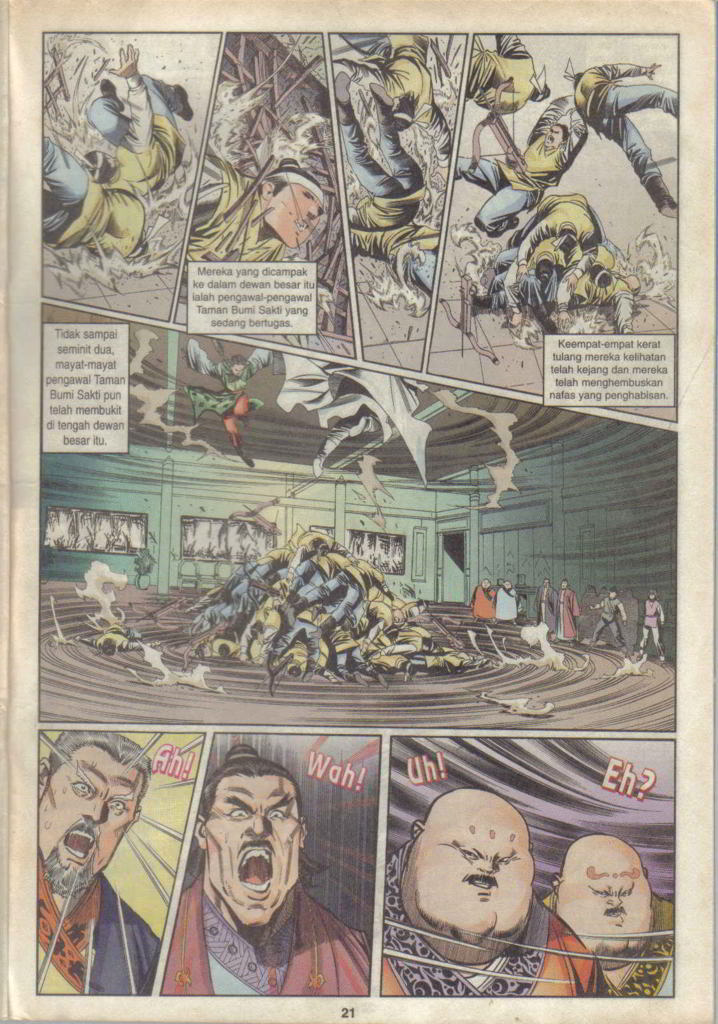 Mereka yang dicampak
ke dalam dewan besar itu
ialah pengawal-pengawal
Taman Bumi Sakti yang
sedang bertugas.
Keempat-empat kerat
tulang mereka kelihatan
telah kejang dan mereka
telah menghembuskan
nafas yang penghabisan.
Tidak sampai
seminit dua,
mayat-mayat
pengawal Taman
Bumi Sakti pun
telah membukit
di tengah dewan
besar itu.
Ah!
Wah!
Uh!
Eh?
21